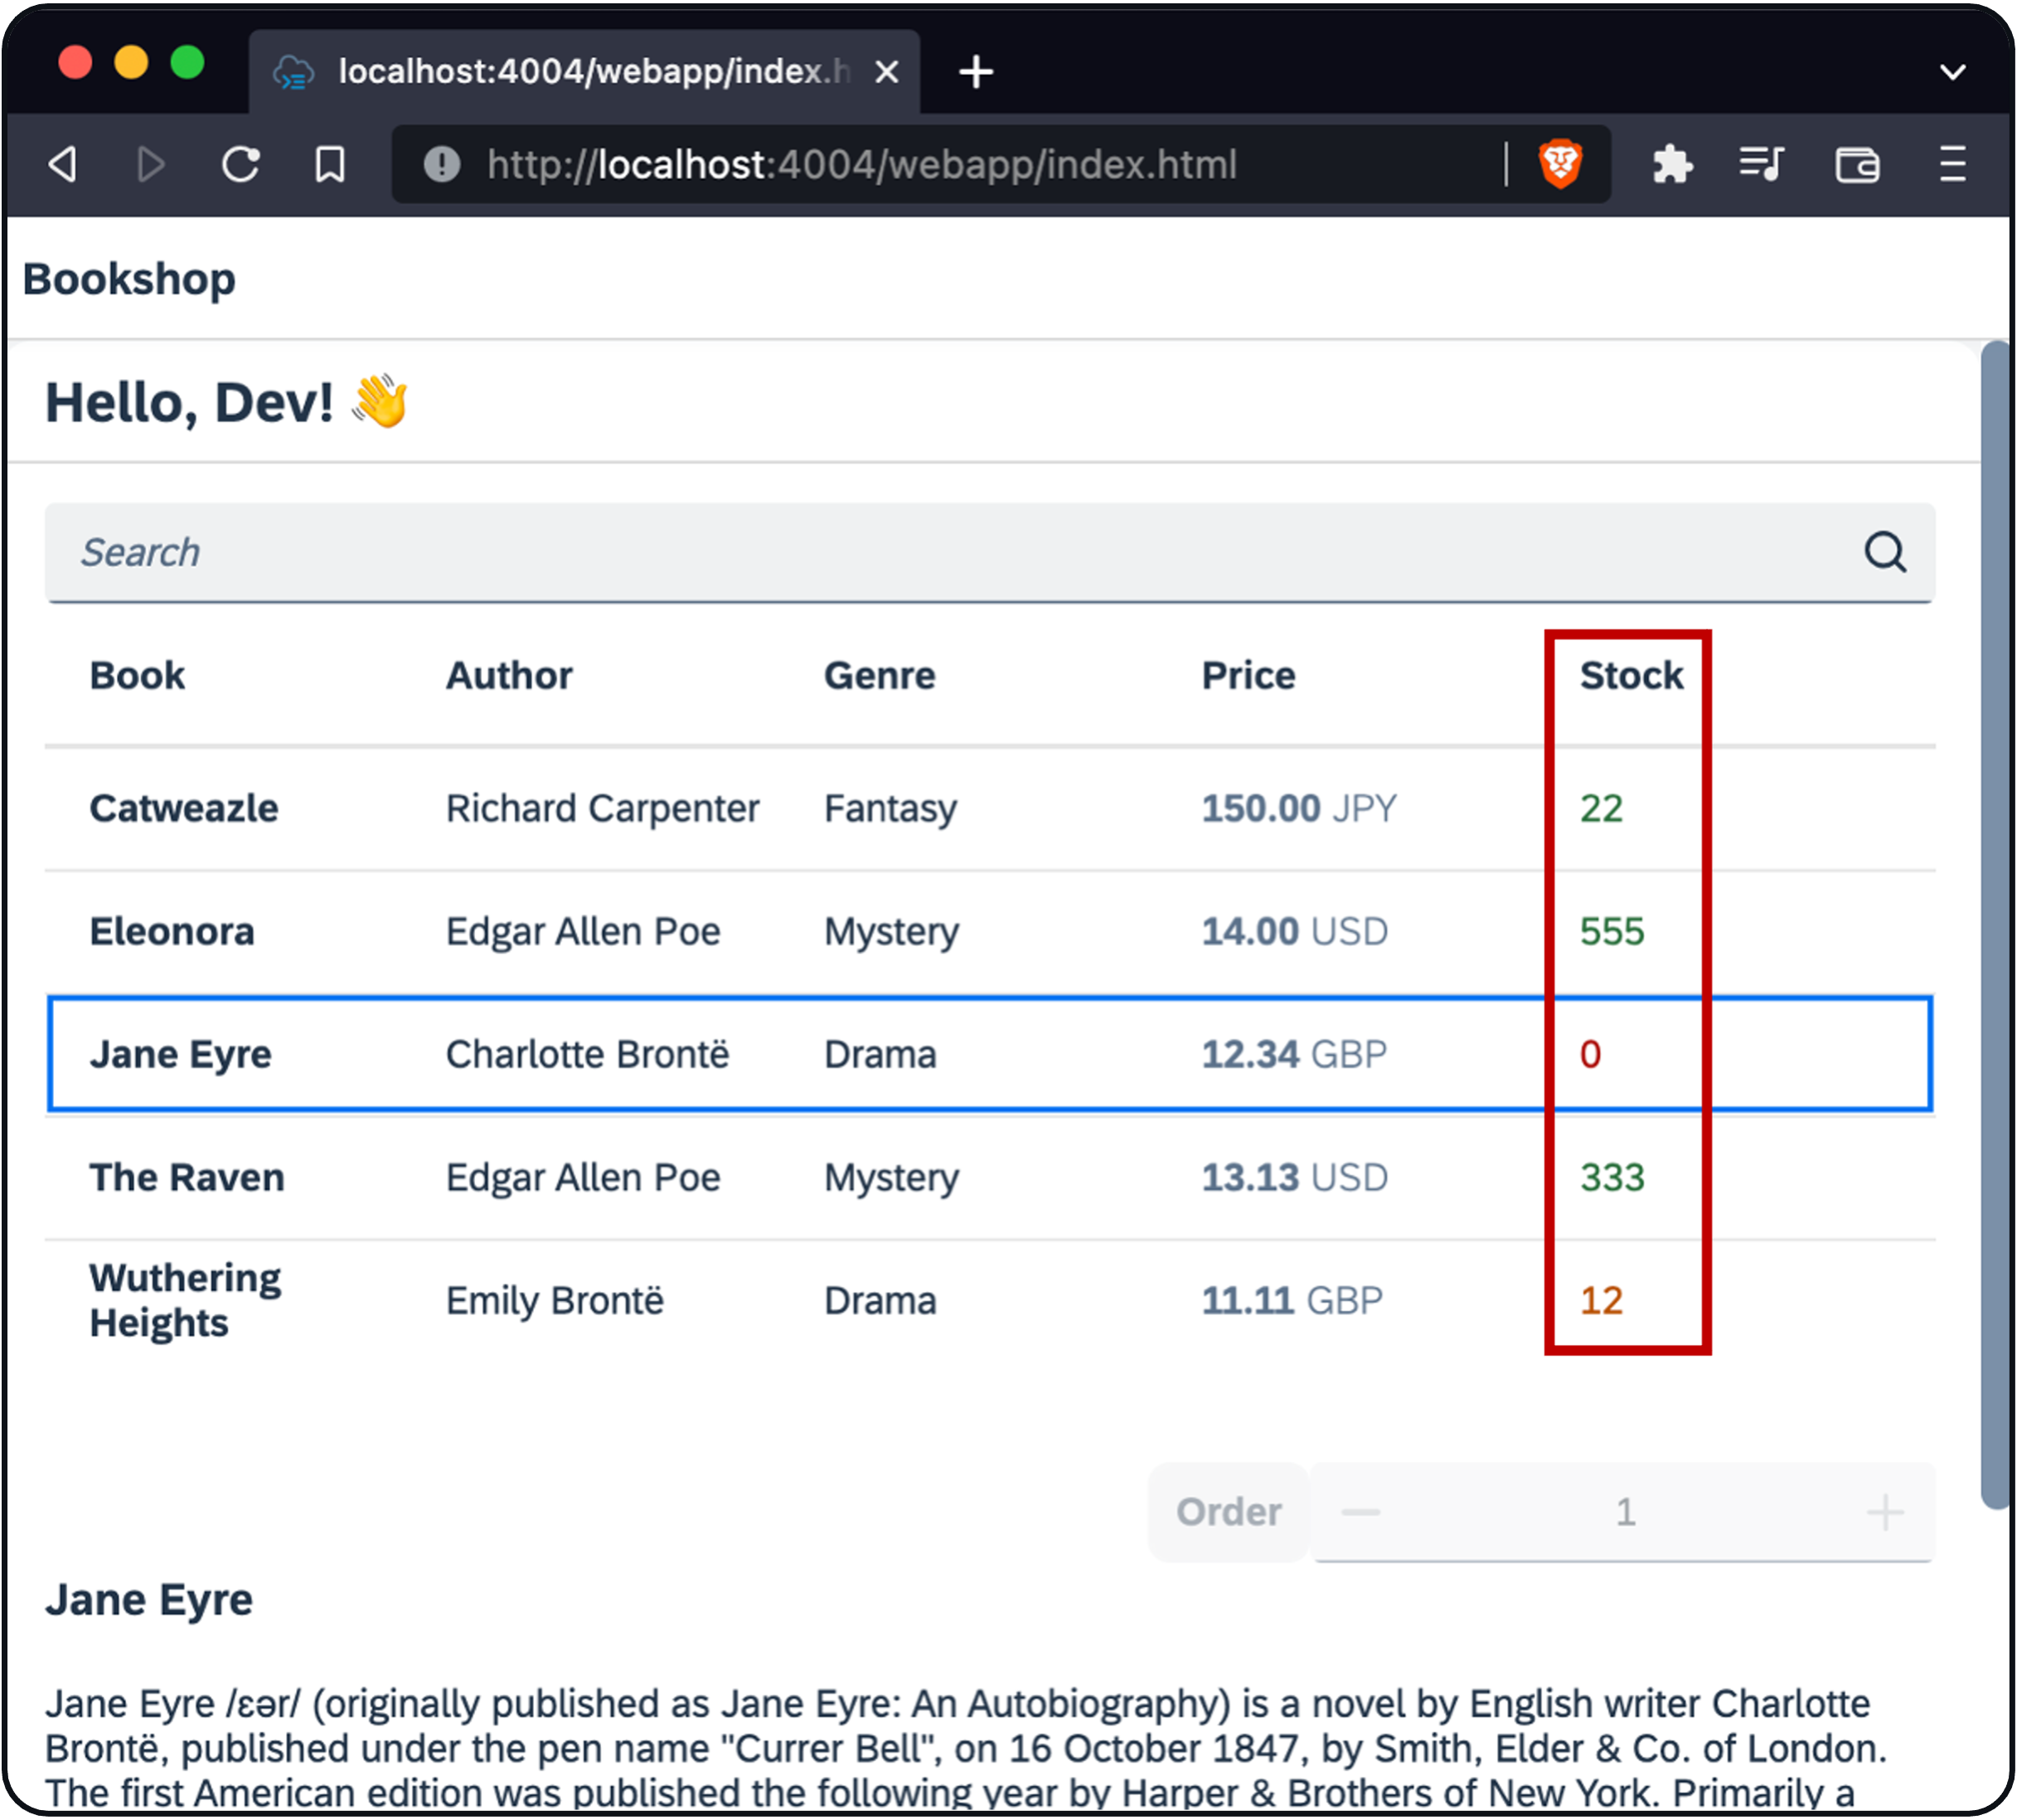 localhost:4004/webapp/index.h
http://localhost:4004/webapp/index.html
Bookshop
Hello, Dev! 👋
Search
Book Author Genre Price Stock
Catweazle Richard Carpenter Fantasy 150.00 JPY 22
Eleonora Edgar Allen Poe Mystery 14.00 USD 555
Jane Eyre Charlotte Brontë Drama 12.34 GBP 0
The Raven Edgar Allen Poe Mystery 13.13 USD 333
Wuthering
Heights Emily Brontë Drama 11.11 GBP 12
Order 1
Jane Eyre
Jane Eyre /ɛər/ (originally published as Jane Eyre: An Autobiography) is a novel by English writer Charlotte
Brontë, published under the pen name "Currer Bell", on 16 October 1847, by Smith, Elder & Co. of London.
The first American edition was published the following year by Harper & Brothers of New York. Primarily a